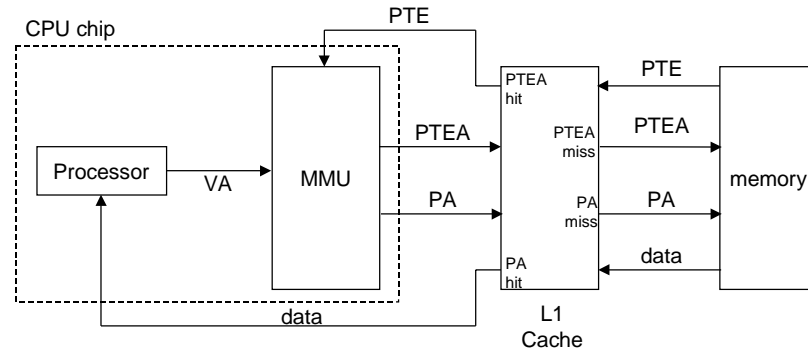 PTE
CPU chip
PTEA
hit
PTE
PTEA
PTEA
miss
PTEA
Processor
VA
MMU
memory
PA
PA
miss
PA
PA
hit
data
data
L1
Cache